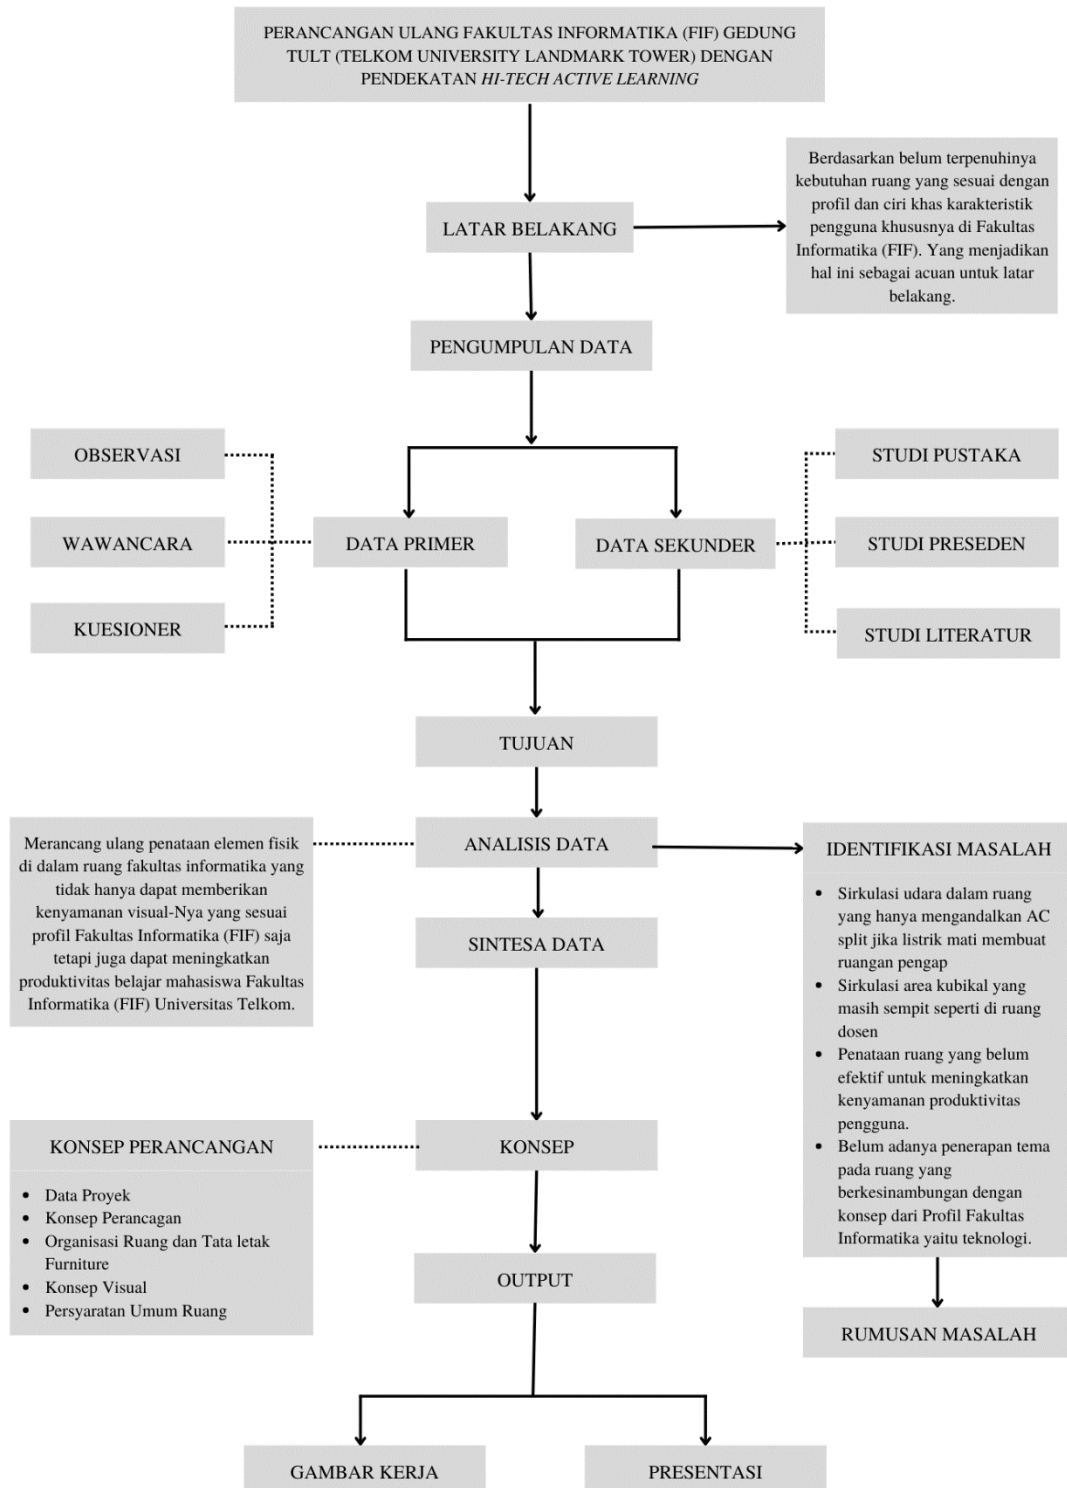 PERANCANGAN ULANG FAKULTAS INFORMATIKA (FIF) GEDUNG
TULT (TELKOM UNIVERSITY LANDMARK TOWER) DENGAN
PENDEKATAN HI-TECH ACTIVE LEARNING
LATAR BELAKANG
Berdasarkan belum terpenuhinya
kebutuhan ruang yang sesuai dengan
profil dan ciri khas karakteristik
pengguna khususnya di Fakultas
Informatika (FIF). Yang menjadikan
hal ini sebagai acuan untuk latar
belakang.
PENGUMPULAN DATA
OBSERVASI
WAWANCARA
KUESIONER
DATA PRIMER
DATA SEKUNDER
STUDI PUSTAKA
STUDI PRESEDEN
STUDI LITERATUR
TUJUAN
Merancang ulang penataan elemen fisik
di dalam ruang fakultas informatika yang
tidak hanya dapat memberikan
kenyamanan visual-Nya yang sesuai
profil Fakultas Informatika (FIF) saja
tetapi juga dapat meningkatkan
produktivitas belajar mahasiswa Fakultas
Informatika (FIF) Universitas Telkom.
ANALISIS DATA
IDENTIFIKASI MASALAH
• Sirkulasi udara dalam ruang
yang hanya mengandalkan AC
split jika listrik mati membuat
ruangan pengap
• Sirkulasi area kubikal yang
masih sempit seperti di ruang
dosen
• Penataan ruang yang belum
efektif untuk meningkatkan
kenyamanan produktivitas
pengguna.
• Belum adanya penerapan tema
pada ruang yang
berkesinambungan dengan
konsep dari Profil Fakultas
Informatika yaitu teknologi.
RUMUSAN MASALAH
SINTESA DATA
KONSEP PERANCANGAN
• Data Proyek
• Konsep Perancagan
• Organisasi Ruang dan Tata letak
Furniture
• Konsep Visual
• Persyaratan Umum Ruang
KONSEP
OUTPUT
GAMBAR KERJA
PRESENTASI